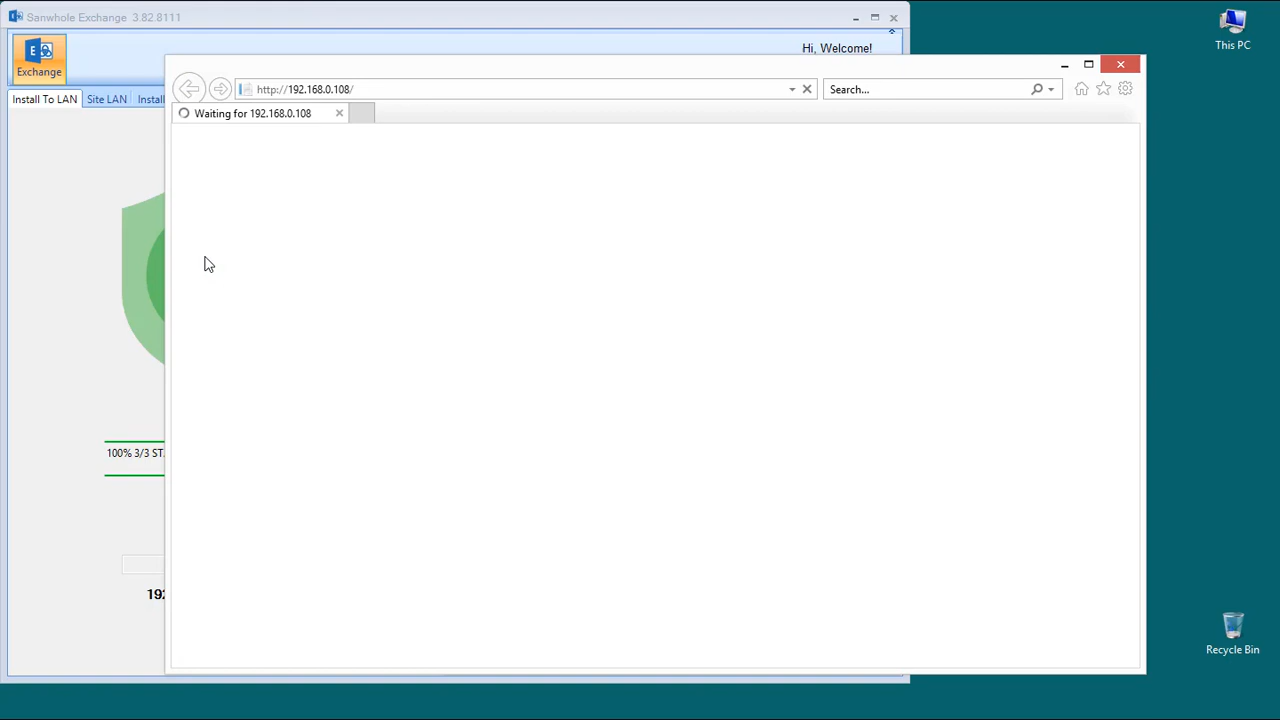 Sanwhole Exchange 3.82.8111
This PC
Hi, Welcome!
Exchange
http://192.168.0.108/
Search...
Install To LAN
Site LAN
Install
Waiting for 192.168.0.108
100% 3/3 ST
192
Recycle Bin